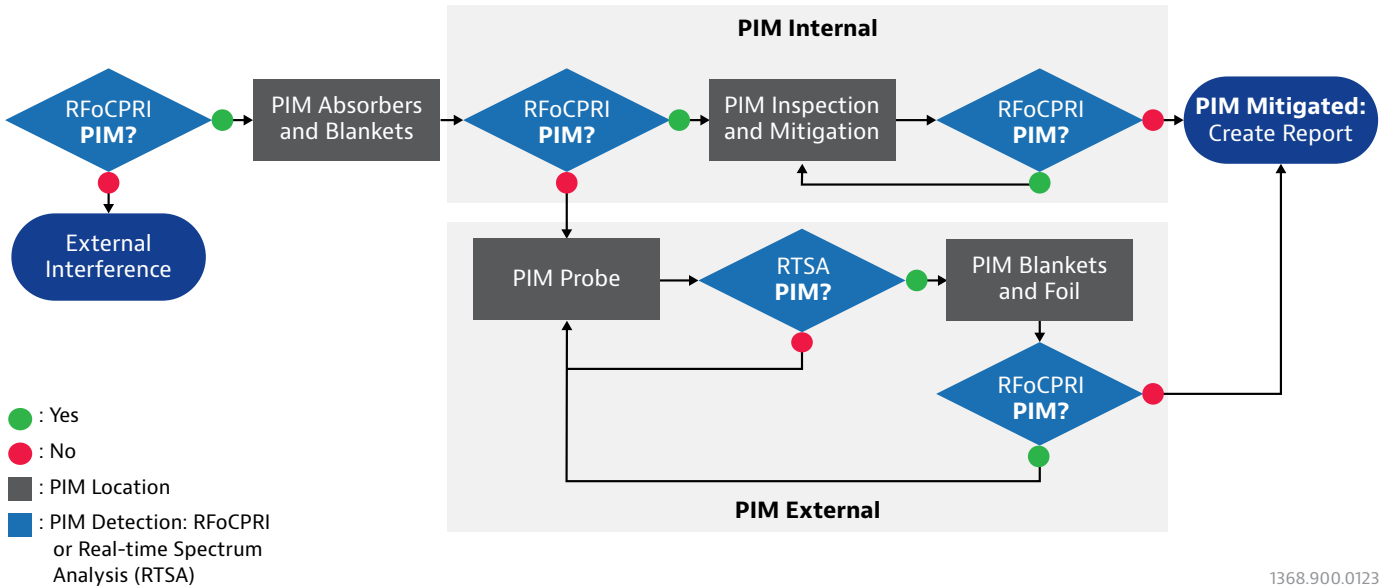 PIM Internal
RFoCPRI
PIM?
PIM Absorbers
and Blankets
RFoCPRI
PIM?
PIM Inspection
and Mitigation
RFoCPRI
PIM?
PIM Mitigated:
Create Report
External
Interference
PIM Probe
RTSA
PIM?
PIM Blankets
and Foil
RFoCPRI
PIM?
PIM External
: Yes
: No
: PIM Location
: PIM Detection: RFoCPRI
or Real-time Spectrum
Analysis (RTSA)
1368.900.0123